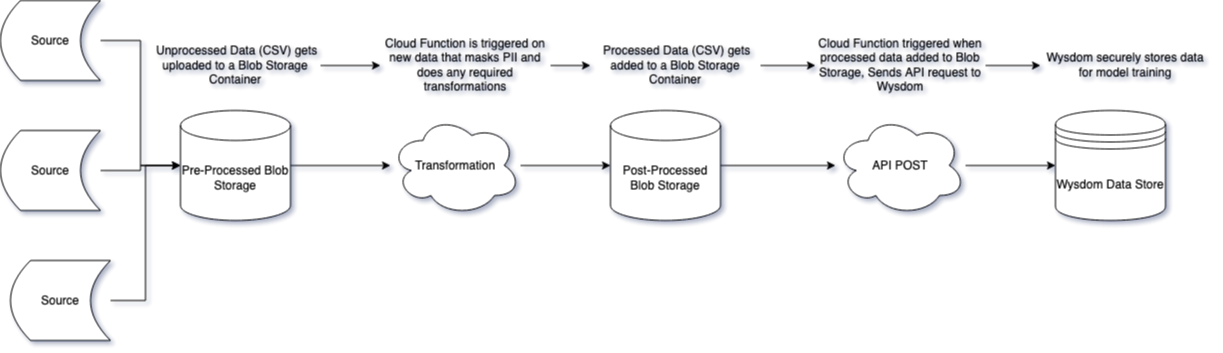 Source
Unprocessed Data (CSV) gets
uploaded to a Blob Storage
Container
Cloud Function is triggered on
new data that masks PII and
does any required
transformations
Processed Data (CSV) gets
added to a Blob Storage
Container
Cloud Function triggered when
processed data added to Blob
Storage, Sends API request to
Wysdom
Wysdom securely stores data
for model training
Source
Pre-Processed Blob
Storage
Transformation
Post-Processed
Blob Storage
API POST
Wysdom Data Store
Source